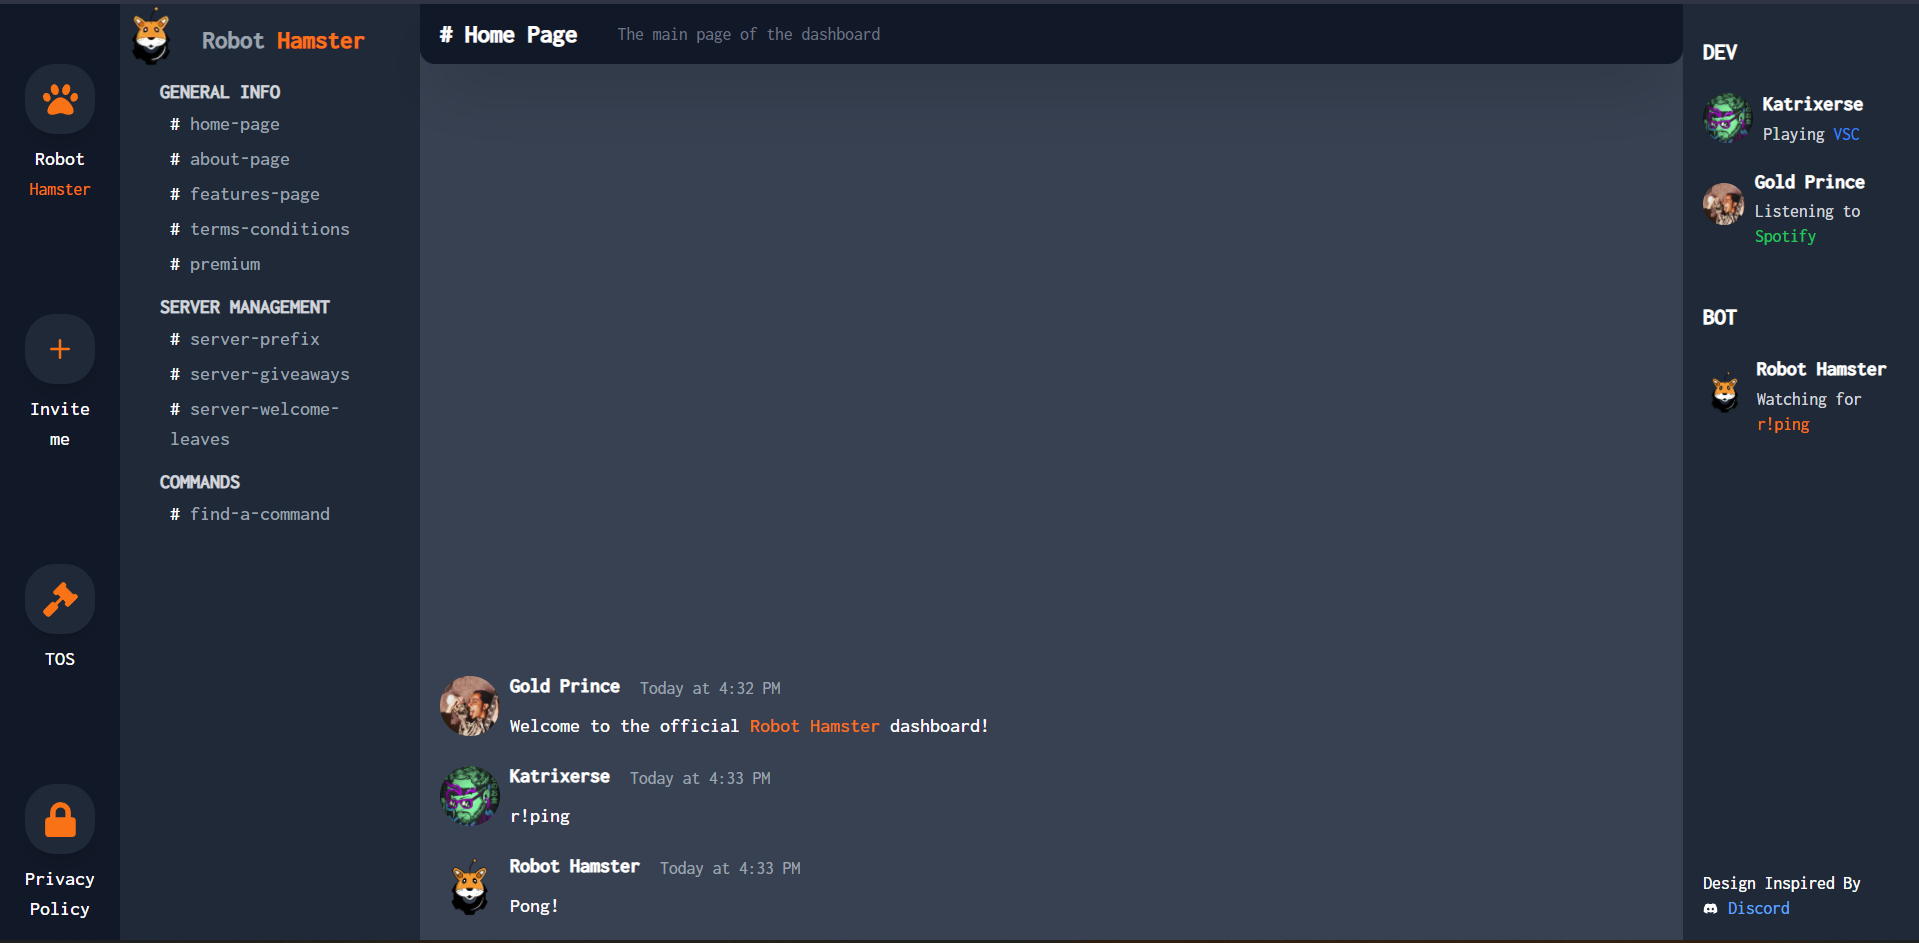 Robot
Hamster
Invite
me
TOS
Privacy
Policy
Robot Hamster
GENERAL INFO
# home-page
# about-page
# features-page
# terms-conditions
# premium
SERVER MANAGEMENT
# server-prefix
# server-giveaways
# server-welcome-
leaves
COMMANDS
# find-a-command
# Home Page The main page of the dashboard
Gold Prince Today at 4:32 PM
Welcome to the official Robot Hamster dashboard!
Katrixerse Today at 4:33 PM
r!ping
Robot Hamster Today at 4:33 PM
Pong!
DEV
Katrixerse
Playing VSC
Gold Prince
Listening to
Spotify
BOT
Robot Hamster
Watching for
r!ping
Design Inspired By
Discord